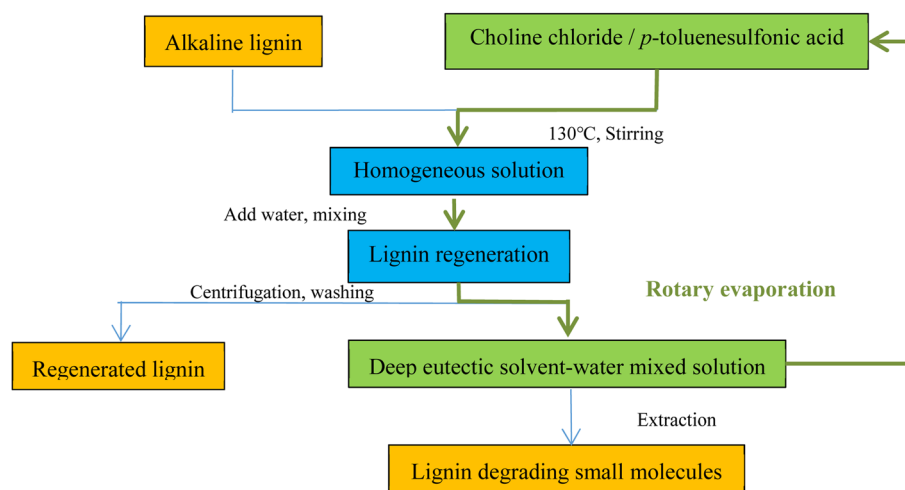 Alkaline lignin
Choline chloride / p-toluenesulfonic acid
130℃, Stirring
Homogeneous solution
Add water, mixing
Lignin regeneration
Centrifugation, washing
Rotary evaporation
Regenerated lignin
Deep eutectic solvent-water mixed solution
Extraction
Lignin degrading small molecules